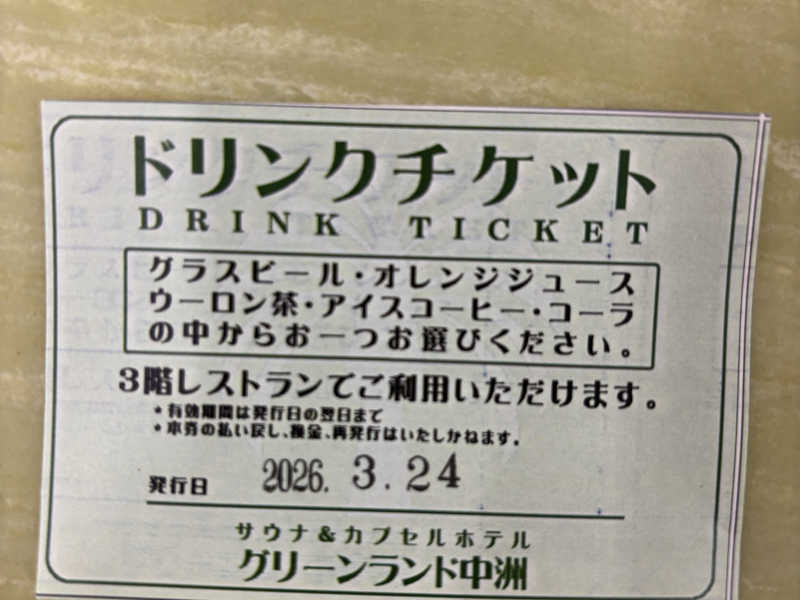 ドリンクチケット
DRINK TICKET
グラスビール・オレンジジュース
ウーロン茶・アイスコーヒー・コーラ
の中からお一つお選びください。
3階レストランでご利用いただけます。
*有効期間は発行日の翌日まで
*本券の払い戻し、換金、再発行はいたしかねます。
発行日 2026. 3.24
サウナ&カプセルホテル
グリーンランド中洲